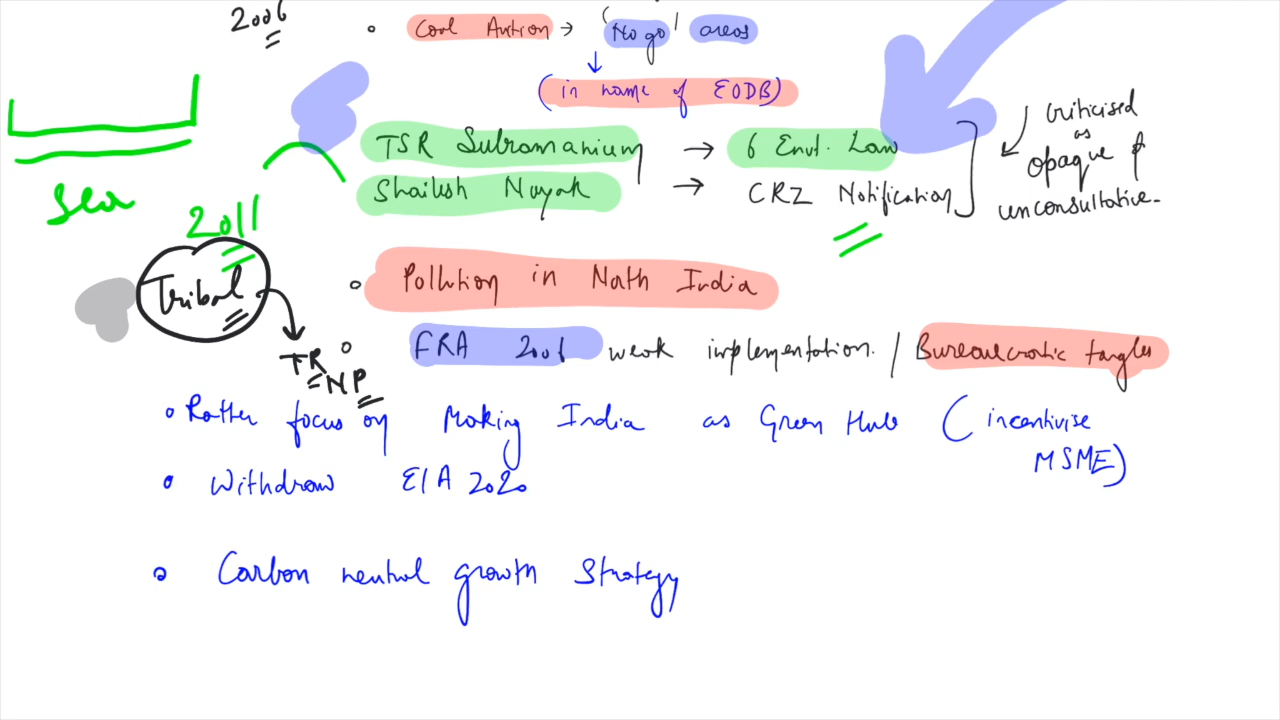 2006
• Coal Auction → 'No go' areas
↓
(in name of EODB)
TSR Subramanium → 6 Envt. Law
Shailesh Nayak → CRZ Notification
criticised
as
opaque &
unconsultative.
Sea
2011
Tribal
TR
NP
• Pollution in North India
• FRA 2006 weak implementation. / Bureaucratic tangles
• Rather focus on Making India as Green Hub (incentivise
MSME)
• Withdraw EIA 2020
• Carbon neutral growth Strategy